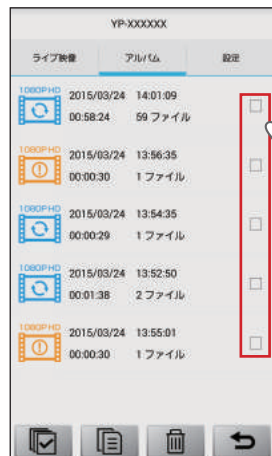 YP-XXXXXX
ライブ映像 アルバム 設定
1080PHD 2015/03/24 14:01:09
00:58:24 59 ファイル
1080PHD 2015/03/24 13:56:35
00:00:30 1 ファイル
1080PHD 2015/03/24 13:54:35
00:00:29 1 ファイル
1080PHD 2015/03/24 13:52:50
00:01:38 2 ファイル
1080PHD 2015/03/24 13:55:01
00:00:30 1 ファイル